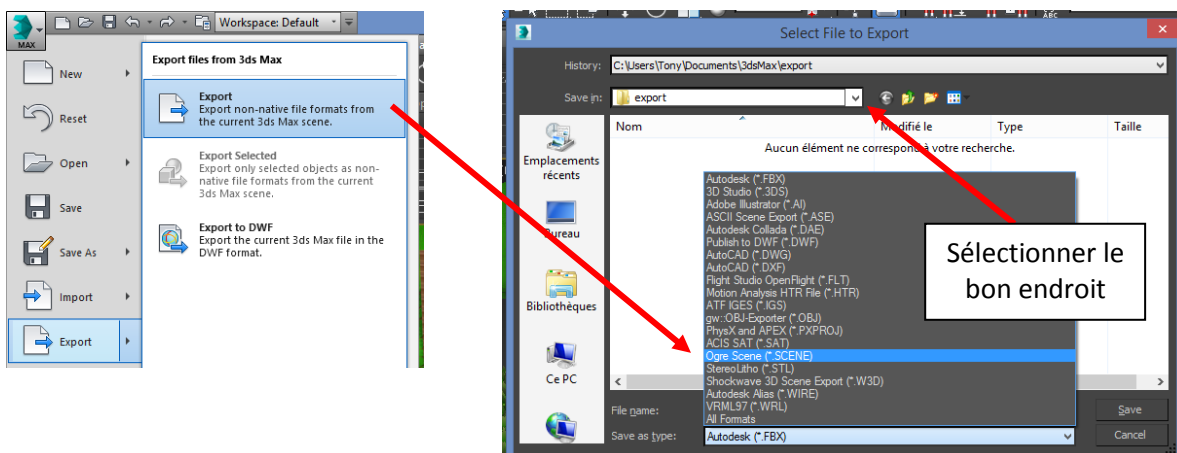 Workspace: Default
MAX
New
Reset
Open
Save
Save As
Import
Export
Export files from 3ds Max
Export
Export non-native file formats from
the current 3ds Max scene.
Export Selected
Export only selected objects as non-
native file formats from the current
3ds Max scene.
Export to DWF
Export the current 3ds Max file in the
DWF format.
Select File to Export
History:
C:\Users\Tony\Documents\3dsMax\export
Save in:
export
Nom
Modifié le
Type
Taille
Aucun élément ne correspond à votre recherche.
Emplacements
récents
Bureau
Bibliothèques
Ce PC
Autodesk (*.FBX)
3D Studio (*.3DS)
Adobe Illustrator (*.AI)
ASCII Scene Export (*.ASE)
Autodesk Collada (*.DAE)
Publish to DWF (*.DWF)
AutoCAD (*.DWG)
AutoCAD (*.DXF)
Flight Studio OpenFlight (*.FLT)
Motion Analysis HTR File (*.HTR)
ATF IGES (*.IGS)
gw::OBJ-Exporter (*.OBJ)
PhysX and APEX (*.PXPROJ)
ACIS SAT (*.SAT)
Ogre Scene (*.SCENE)
StereoLitho (*.STL)
Shockwave 3D Scene Export (*.W3D)
Autodesk Alias (*.WIRE)
VRML97 (*.WRL)
All Formats
Sélectionner le
bon endroit
File name:
Save
Save as type:
Autodesk (*.FBX)
Cancel